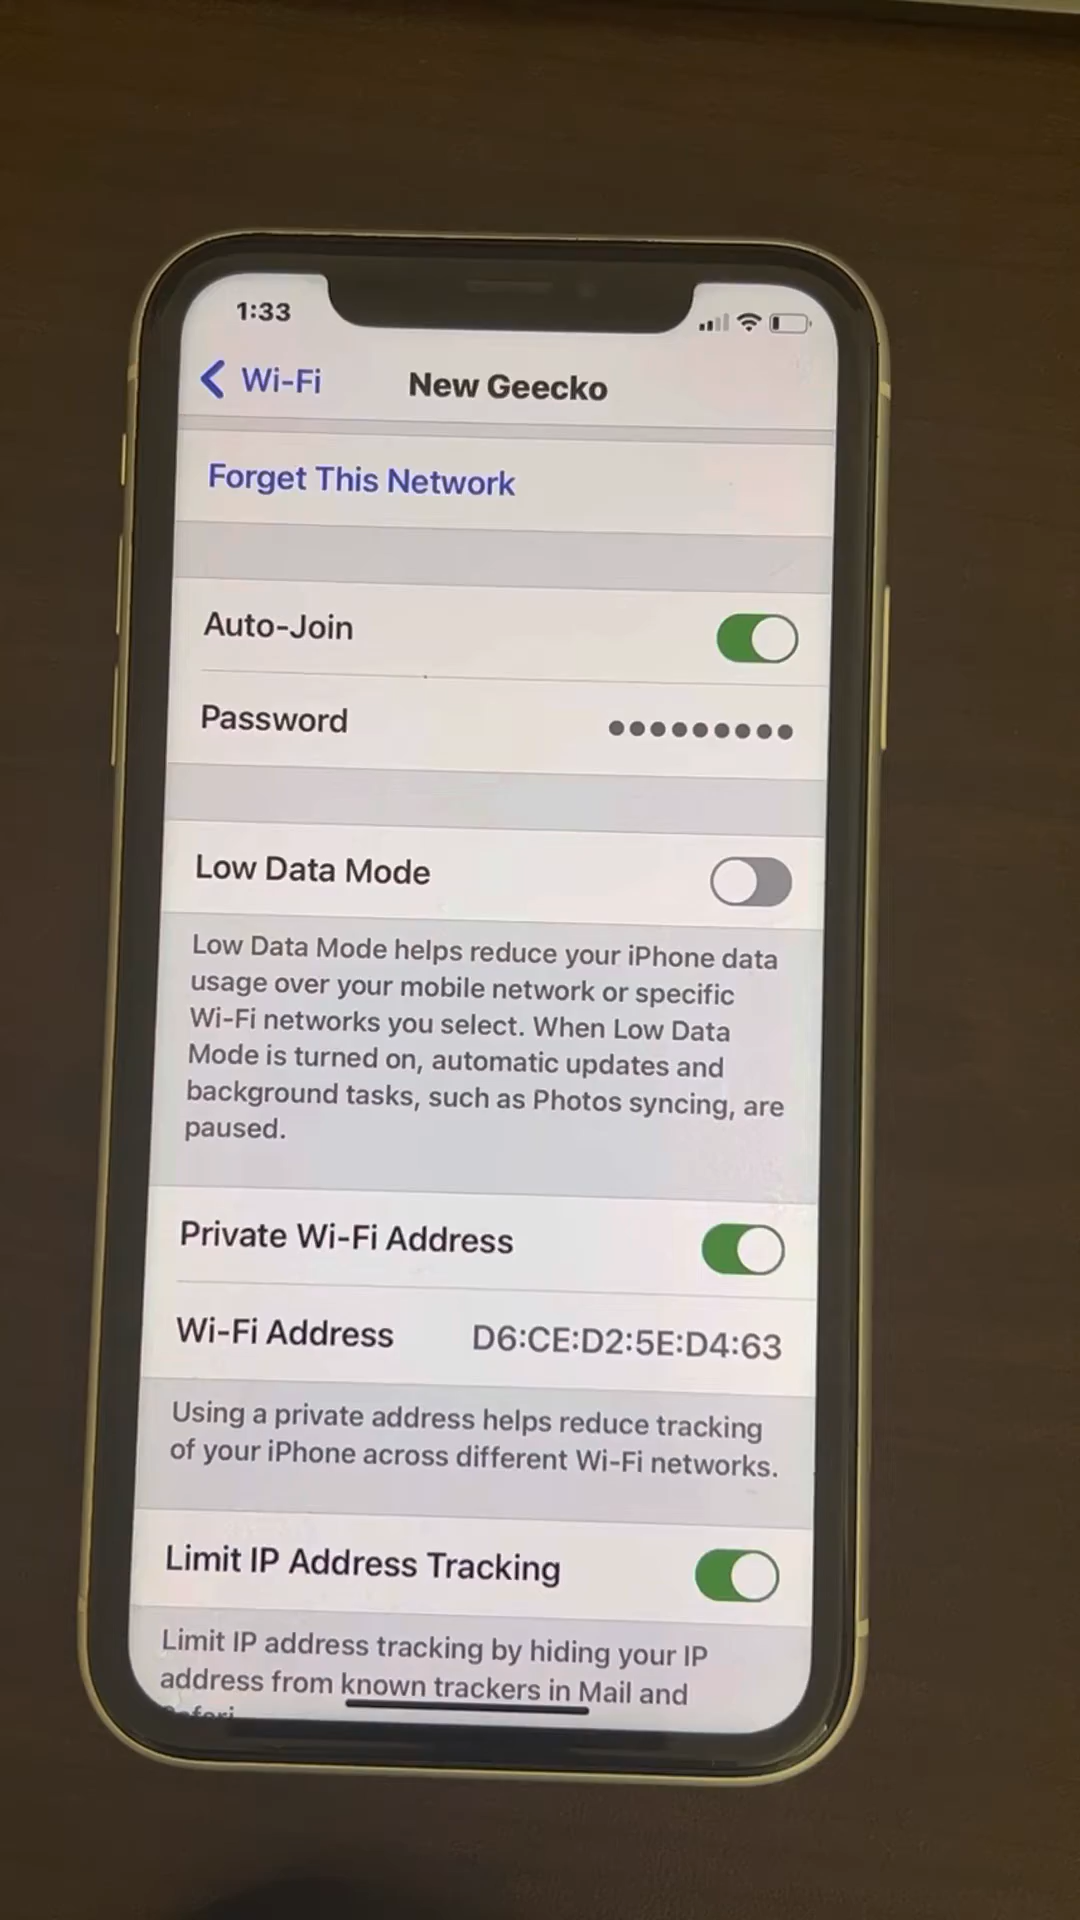 1:33
Wi-Fi
New Geecko
Forget This Network
Auto-Join
Password ●●●●●●●●●
Low Data Mode
Low Data Mode helps reduce your iPhone data
usage over your mobile network or specific
Wi-Fi networks you select. When Low Data
Mode is turned on, automatic updates and
background tasks, such as Photos syncing, are
paused.
Private Wi-Fi Address
Wi-Fi Address D6:CE:D2:5E:D4:63
Using a private address helps reduce tracking
of your iPhone across different Wi-Fi networks.
Limit IP Address Tracking
Limit IP address tracking by hiding your IP
address from known trackers in Mail and
Safari